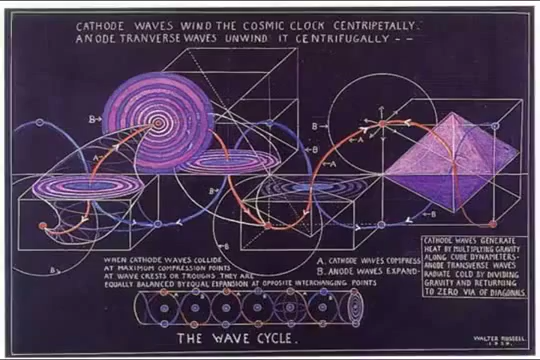 CATHODE WAVES WIND THE COSMIC CLOCK CENTRIPETALLY.
ANODE TRANVERSE WAVES UNWIND IT CENTRIFUGALLY --
B
A
B
B
B
B
A
A
B
B
WHEN CATHODE WAVES COLLIDE
AT MAXIMUM COMPRESSION POINTS
AT WAVE CRESTS OR TROUGHS THEY ARE
EQUALLY BALANCED BY EQUAL EXPANSION AT OPPOSITE INTERCHANGING POINTS
A. CATHODE WAVES COMPRESS
B. ANODE WAVES EXPAND-
CATHODE WAVES GENERATE
HEAT BY MULTIPLYING GRAVITY
ALONG CUBE DYNAMETERS-
ANODE TRANSVERSE WAVES
RADIATE COLD BY DIVIDING
GRAVITY AND RETURNING
TO ZERO VIA OF DIAGONALS.
THE WAVE CYCLE.
WALTER RUSSELL